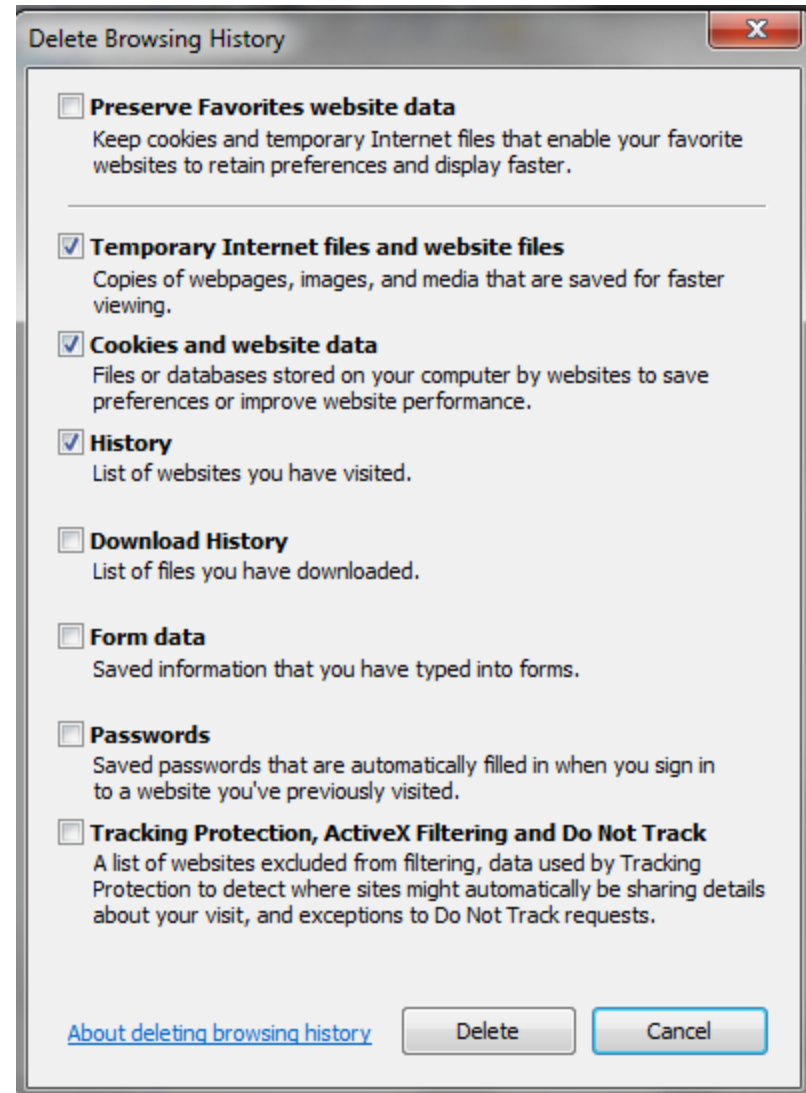 Delete Browsing History
Preserve Favorites website data
Keep cookies and temporary Internet files that enable your favorite
websites to retain preferences and display faster.
Temporary Internet files and website files
Copies of webpages, images, and media that are saved for faster
viewing.
Cookies and website data
Files or databases stored on your computer by websites to save
preferences or improve website performance.
History
List of websites you have visited.
Download History
List of files you have downloaded.
Form data
Saved information that you have typed into forms.
Passwords
Saved passwords that are automatically filled in when you sign in
to a website you've previously visited.
Tracking Protection, ActiveX Filtering and Do Not Track
A list of websites excluded from filtering, data used by Tracking
Protection to detect where sites might automatically be sharing details
about your visit, and exceptions to Do Not Track requests.
About deleting browsing history Delete Cancel